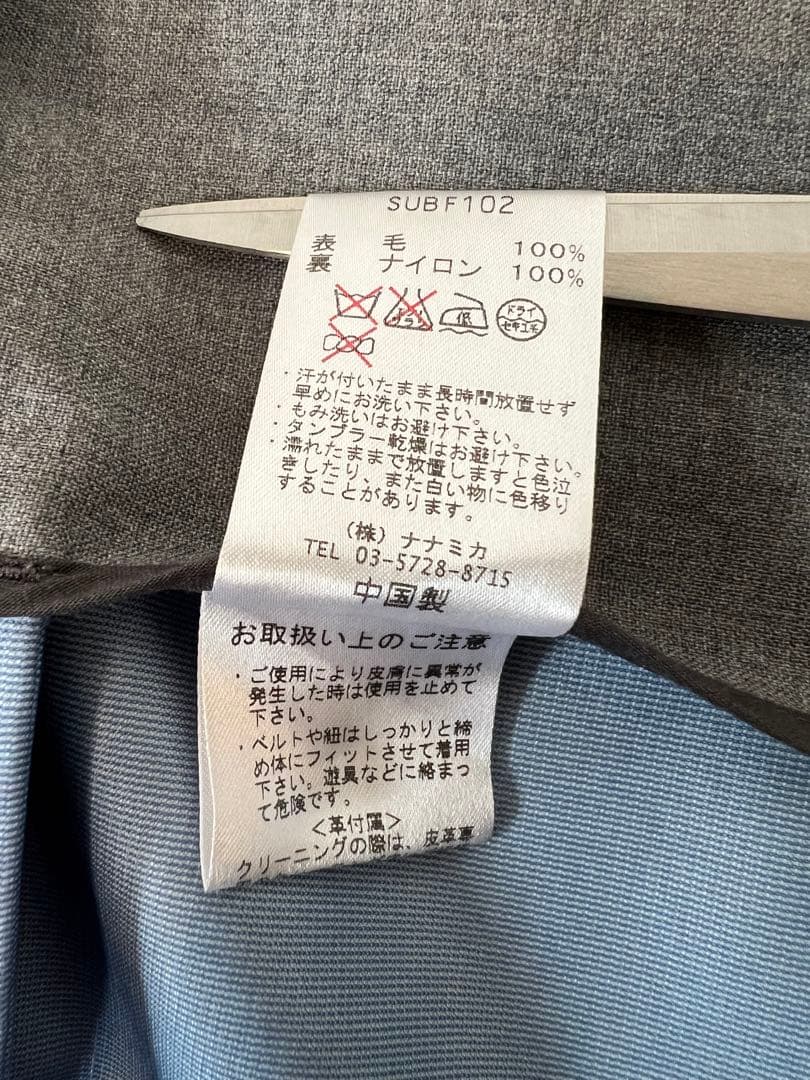 SUBF102
表 毛 100%
裏 ナイロン 100%
エンソ サラシ 低 ドライ セキユ系
・汗が付いたまま長時間放置せず
早めにお洗い下さい。
・もみ洗いはお避け下さい。
・タンブラー乾燥はお避け下さい。
・濡れたままで放置しますと色泣
きしたり、また白い物に色移り
することがあります。
(株)ナナミカ
TEL 03-5728-8715
中国製
お取扱い上のご注意
・ご使用により皮膚に異常が
発生した時は使用を止めて
下さい。
・ベルトや紐はしっかりと締
め体にフィットさせて着用
下さい。遊具などに絡まっ
て危険です。
<革付属>
クリーニングの際は、皮革専